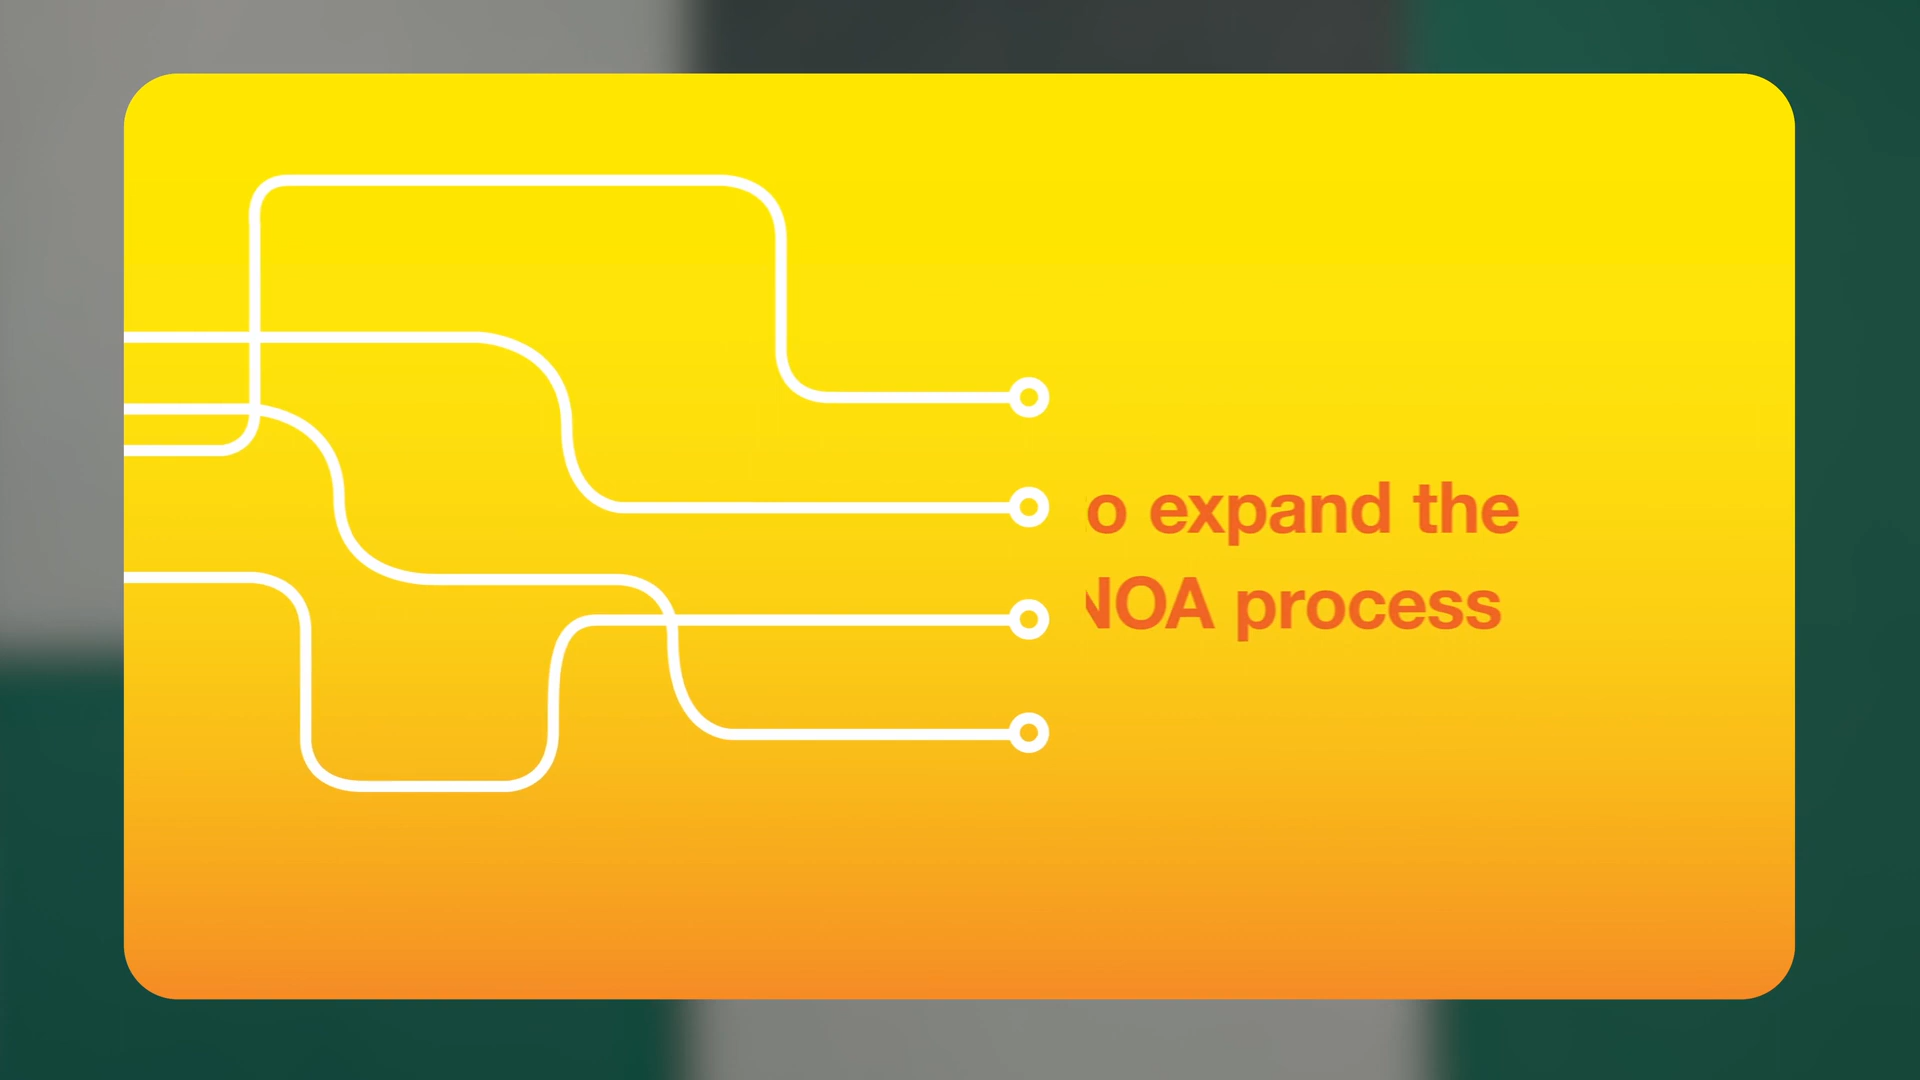 o expand the
NOA process